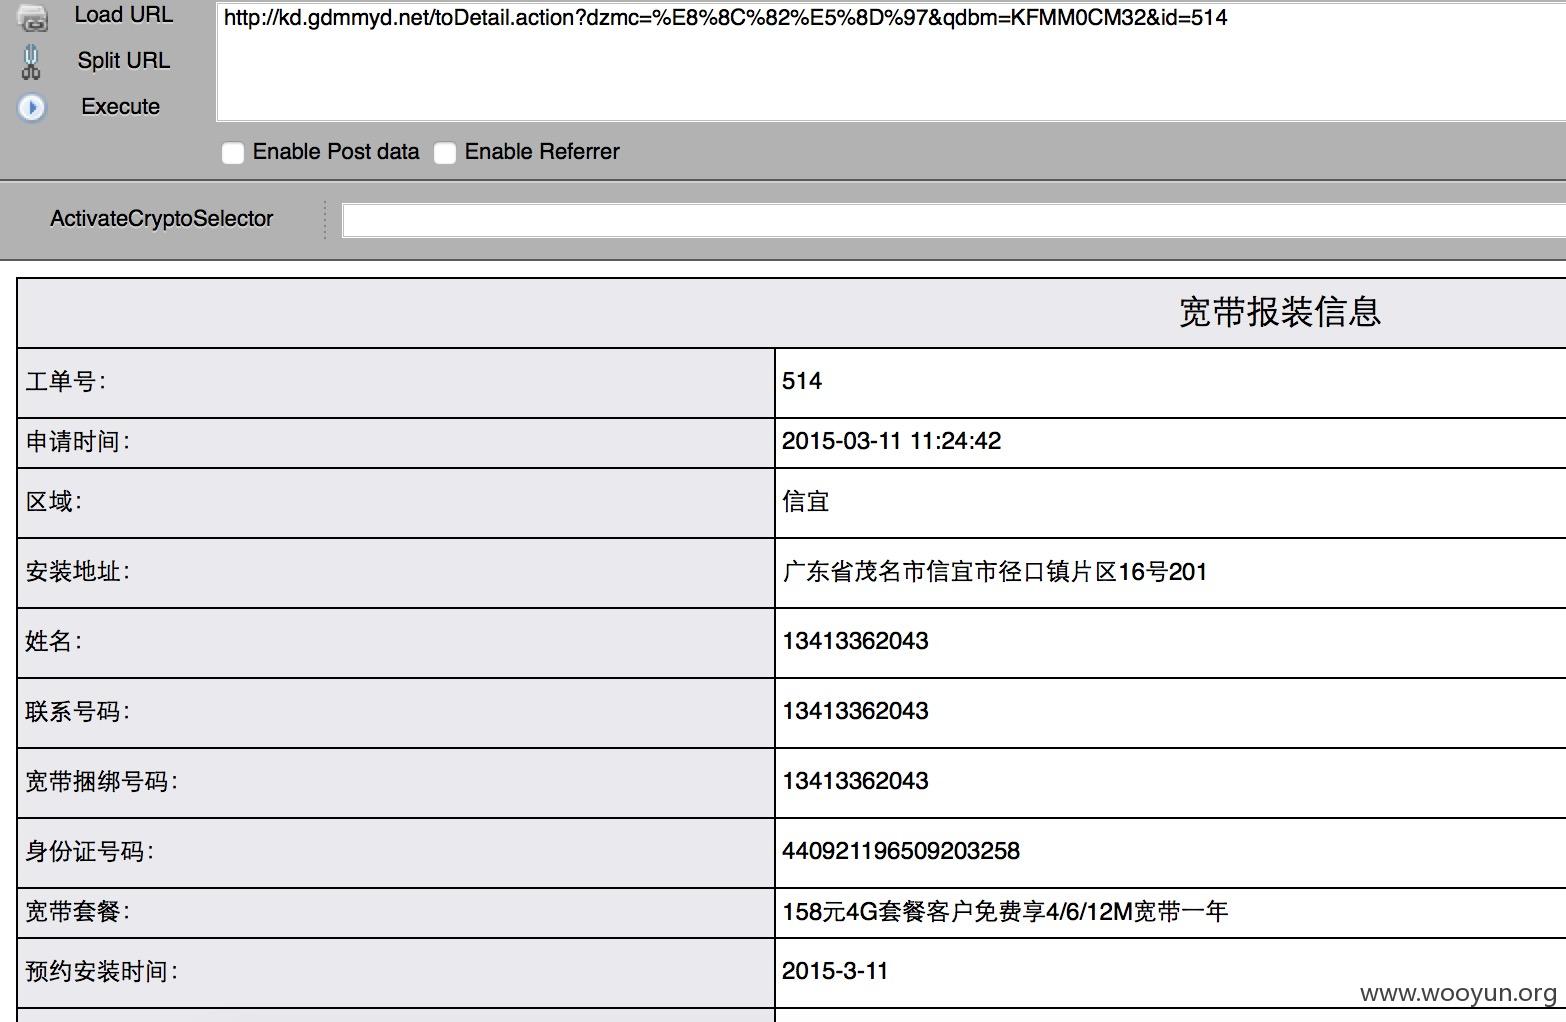 Load URL
http://kd.gdmmyd.net/toDetail.action?dzmc=%E8%8C%82%E5%8D%97&qdbm=KFMM0CM32&id=514
Split URL
Execute
Enable Post data Enable Referrer
ActivateCryptoSelector
宽带报装信息
工单号: 514
申请时间: 2015-03-11 11:24:42
区域: 信宜
安装地址: 广东省茂名市信宜市径口镇片区16号201
姓名: 13413362043
联系号码: 13413362043
宽带捆绑号码: 13413362043
身份证号码: 440921196509203258
宽带套餐: 158元4G套餐客户免费享4/6/12M宽带一年
预约安装时间: 2015-3-11
www.wooyun.org